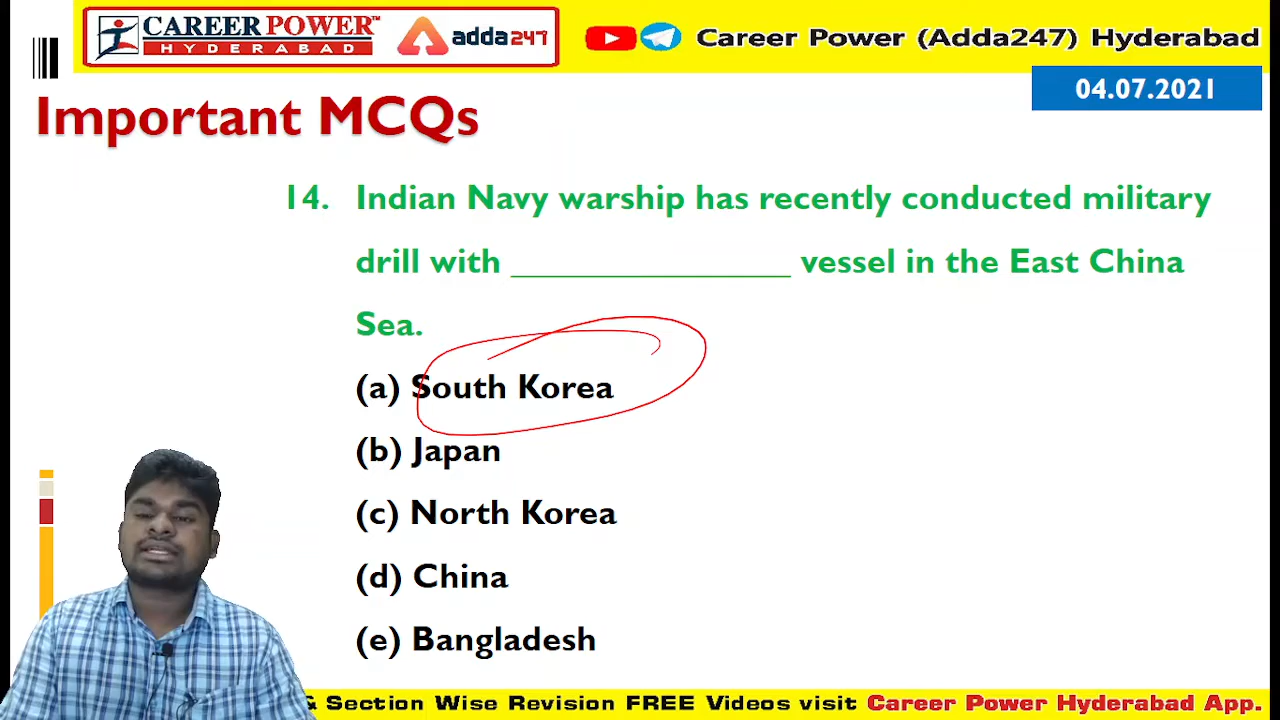 CAREER POWER™
HYDERABAD
adda247
Career Power (Adda247) Hyderabad
04.07.2021
Important MCQs
14. Indian Navy warship has recently conducted military
drill with ________________ vessel in the East China
Sea.
(a) South Korea
(b) Japan
(c) North Korea
(d) China
(e) Bangladesh
& Section Wise Revision FREE Videos visit Career Power Hyderabad App.